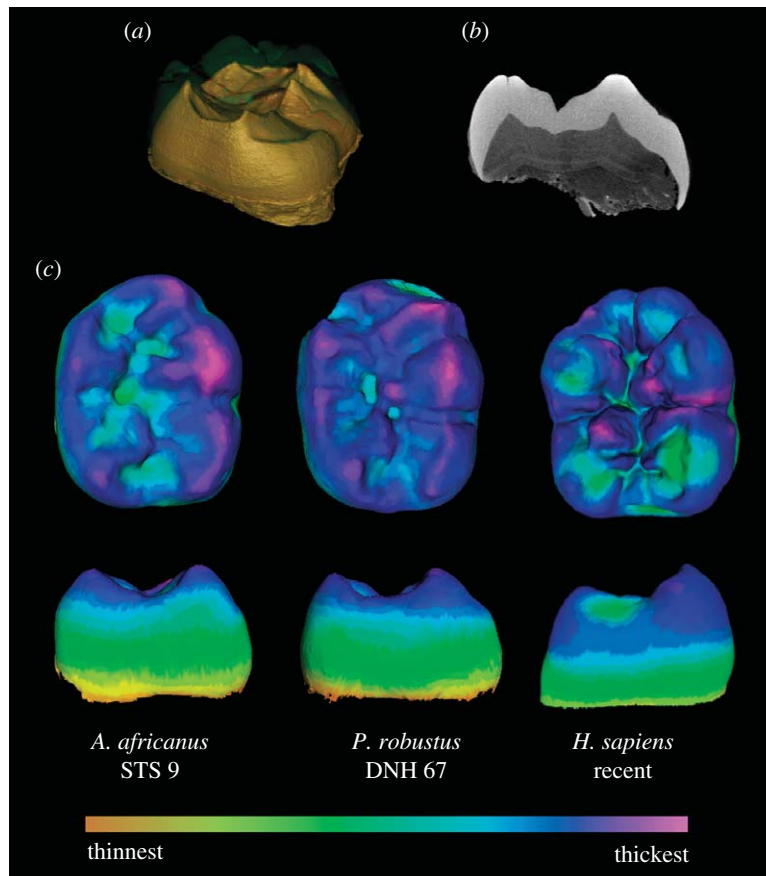 (a)
(b)
(c)
A. africanus
STS 9
P. robustus
DNH 67
H. sapiens
recent
thinnest
thickest